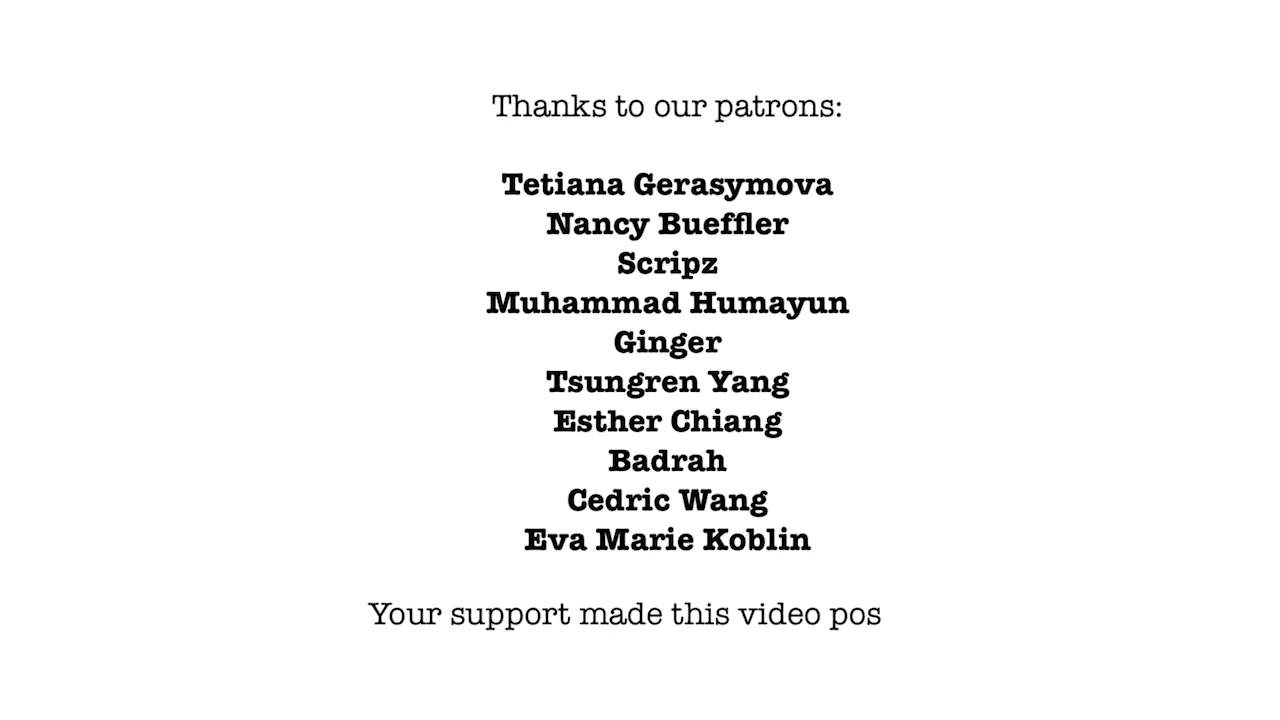 Thanks to our patrons:
Tetiana Gerasymova
Nancy Bueffler
Scripz
Muhammad Humayun
Ginger
Tsungren Yang
Esther Chiang
Badrah
Cedric Wang
Eva Marie Koblin
Your support made this video pos